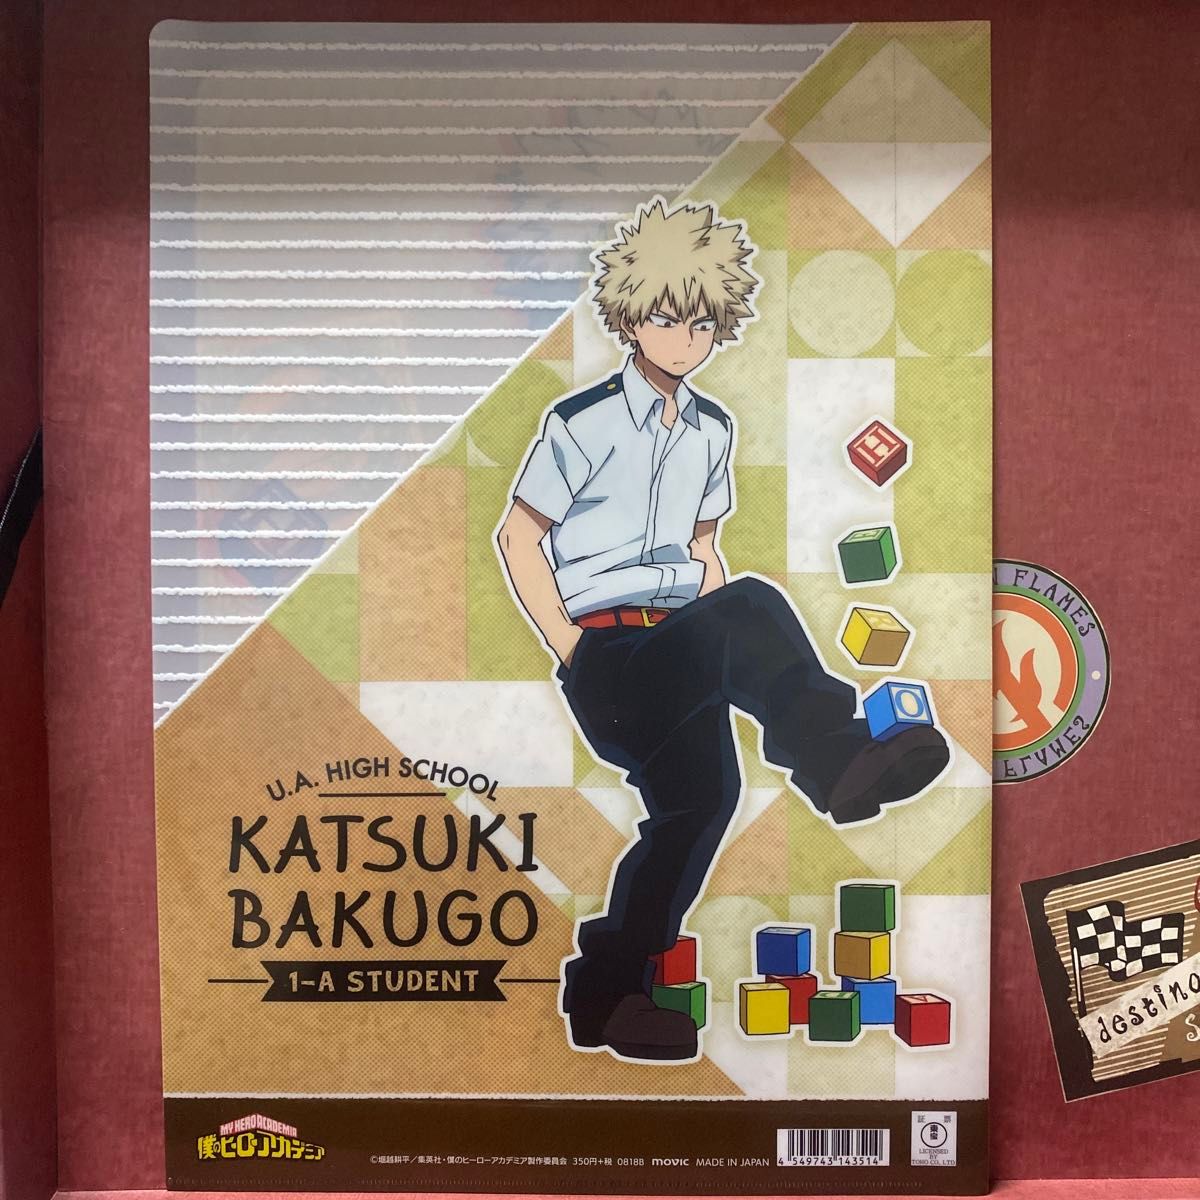 H
O
FLAMES
FLAMES
U.A. HIGH SCHOOL
KATSUKI
BAKUGO
1-A STUDENT
destino
MY HERO ACADEMIA
僕のヒーローアカデミア
©堀越耕平/集英社・僕のヒーローアカデミア製作委員会 350円+税 0818B movic MADE IN JAPAN
4 549743 143514
証票
東宝
LICENSED
BY
TOHO CO., LTD